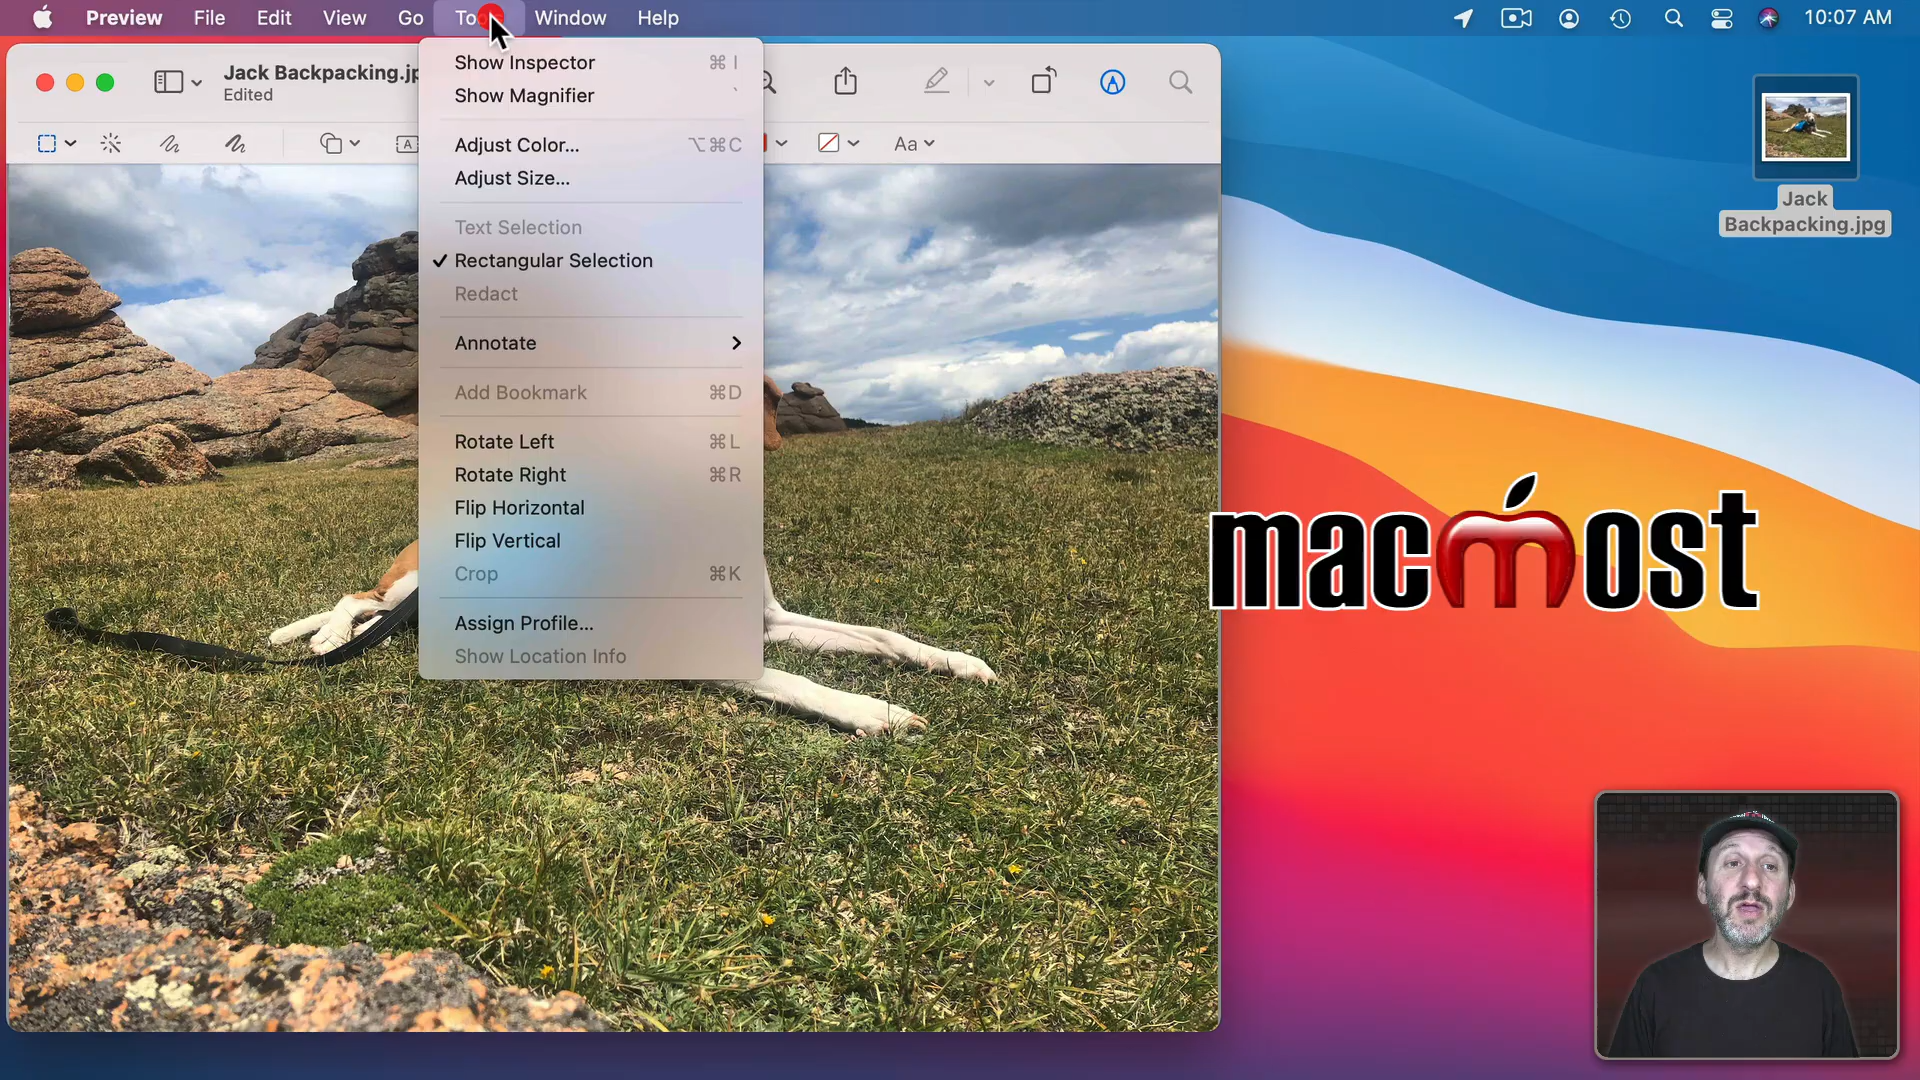 Preview File Edit View Go Window Help 10:07 AM
Jack Backpacking.jp
Edited
Show Inspector ⌘ I
Show Magnifier `
Adjust Color... ⌥⌘C
Adjust Size...
Text Selection
✓ Rectangular Selection
Redact
Annotate
Add Bookmark ⌘D
Rotate Left ⌘L
Rotate Right ⌘R
Flip Horizontal
Flip Vertical
Crop ⌘K
Assign Profile...
Show Location Info
A
Aa
Jack
Backpacking.jpg
macmost